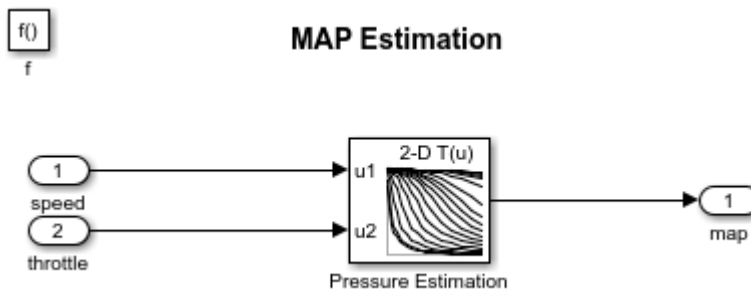 f()
f
MAP Estimation
1
speed
2
throttle
2-D T(u)
u1
u2
Pressure Estimation
1
map